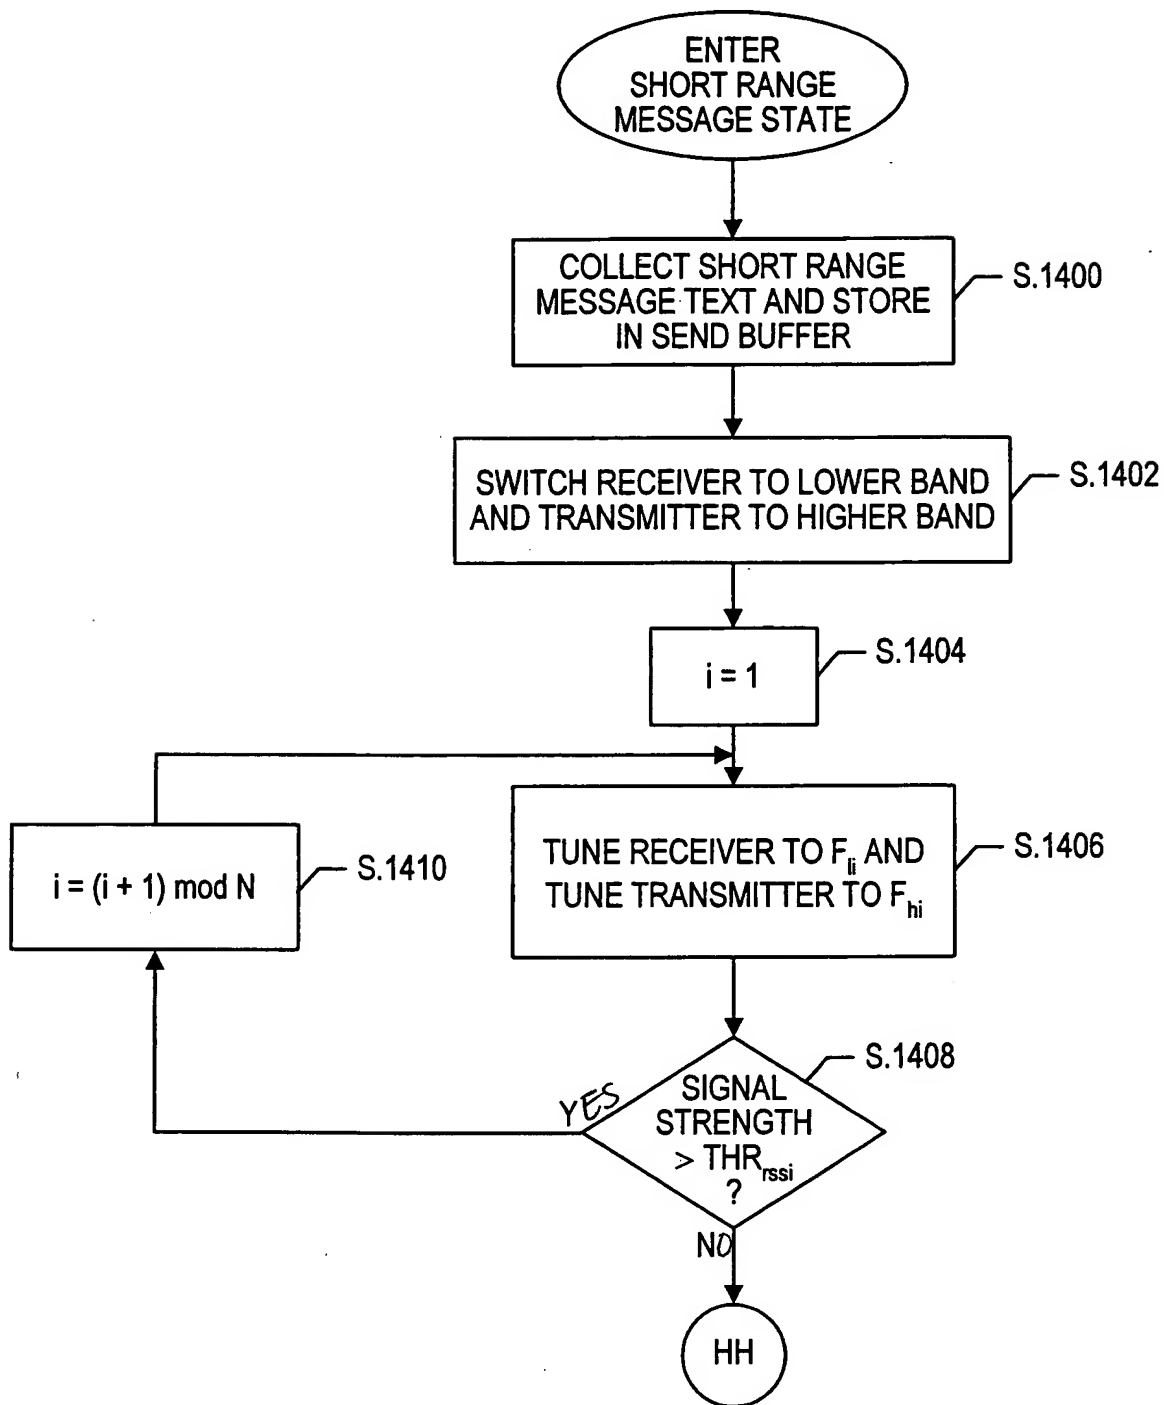 ENTER
SHORT RANGE
MESSAGE STATE
COLLECT SHORT RANGE
MESSAGE TEXT AND STORE
IN SEND BUFFER
S.1400
SWITCH RECEIVER TO LOWER BAND
AND TRANSMITTER TO HIGHER BAND
S.1402
i = 1
S.1404
TUNE RECEIVER TO F_li AND
TUNE TRANSMITTER TO F_hi
S.1406
i = (i + 1) mod N
S.1410
SIGNAL
STRENGTH
> THR_rssi
?
S.1408
YES
NO
HH